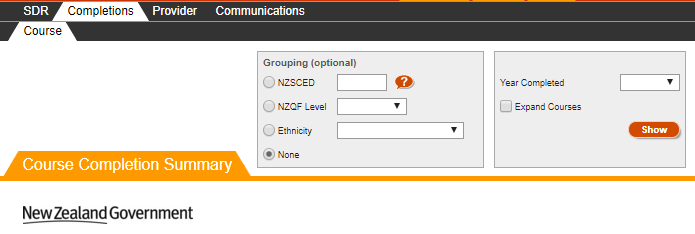 SDR Completions Provider Communications
Course
Grouping (optional)
NZSCED ?
NZQF Level
Ethnicity
None
Year Completed
Expand Courses
Show
Course Completion Summary
New Zealand Government